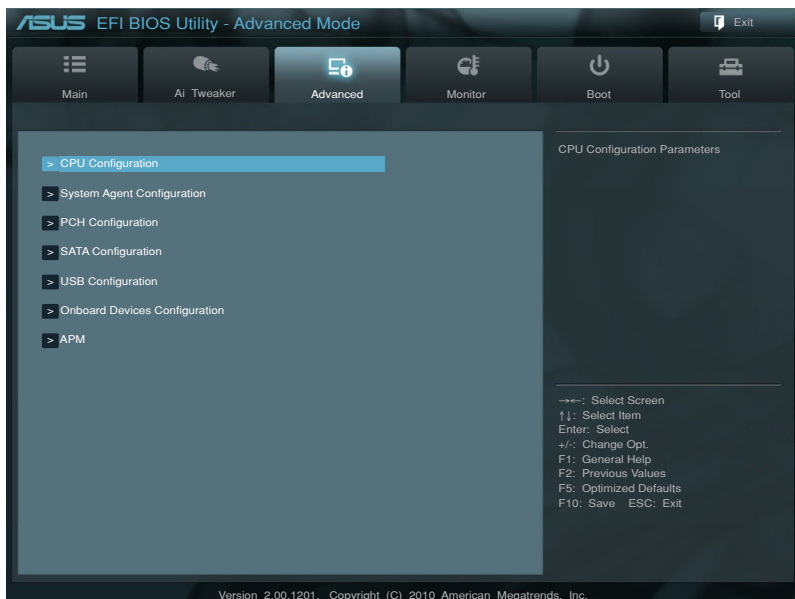 ASUS EFI BIOS Utility - Advanced Mode
Exit
Main
Ai Tweaker
Advanced
Monitor
Boot
Tool
> CPU Configuration
> System Agent Configuration
> PCH Configuration
> SATA Configuration
> USB Configuration
> Onboard Devices Configuration
> APM
CPU Configuration Parameters
→←: Select Screen
↑↓: Select Item
Enter: Select
+/-: Change Opt.
F1: General Help
F2: Previous Values
F5: Optimized Defaults
F10: Save ESC: Exit
Version 2.00.1201. Copyright (C) 2010 American Megatrends, Inc.